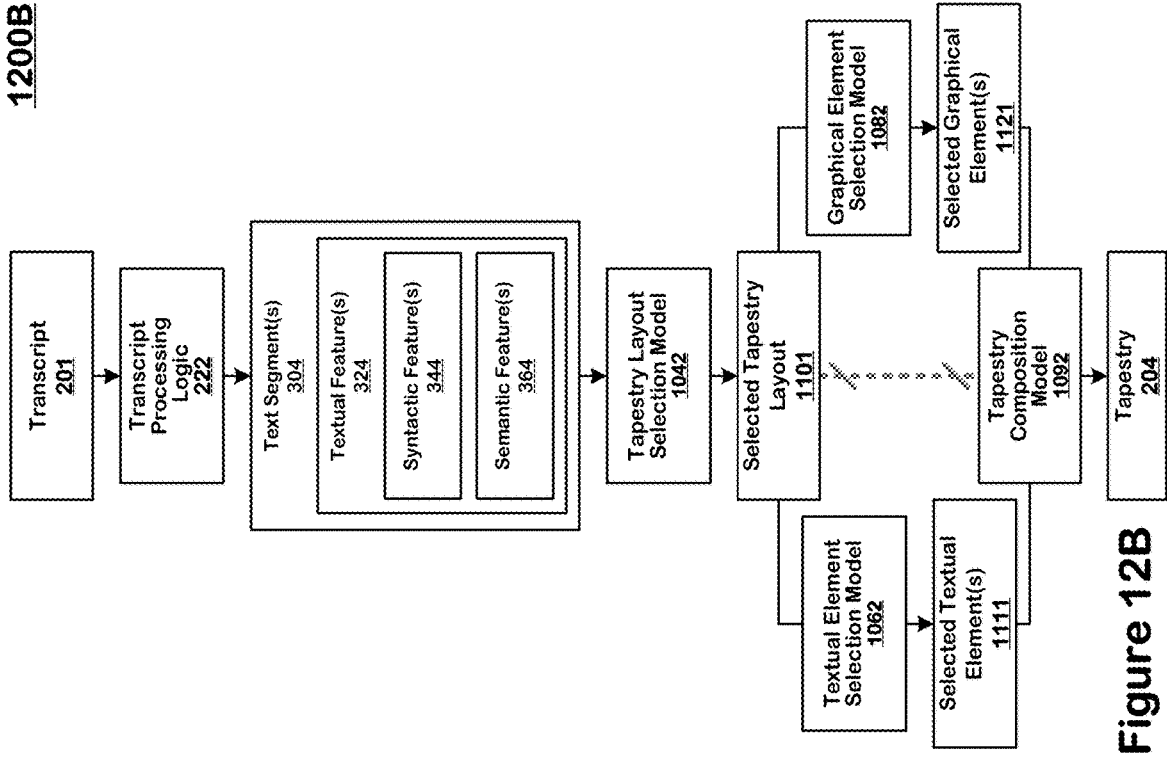 1200B
Transcript
201
Transcript
Processing
Logic
222
Text Segment(s)
304
Textual Feature(s)
324
Syntactic Feature(s)
344
Semantic Feature(s)
364
Tapestry Layout
Selection Model
1042
Selected Tapestry
Layout
1101
Textual Element
Selection Model
1062
Selected Textual
Element(s)
1111
Graphical Element
Selection Model
1082
Selected Graphical
Element(s)
1121
Tapestry
Composition
Model
1092
Tapestry
204
Figure 12B